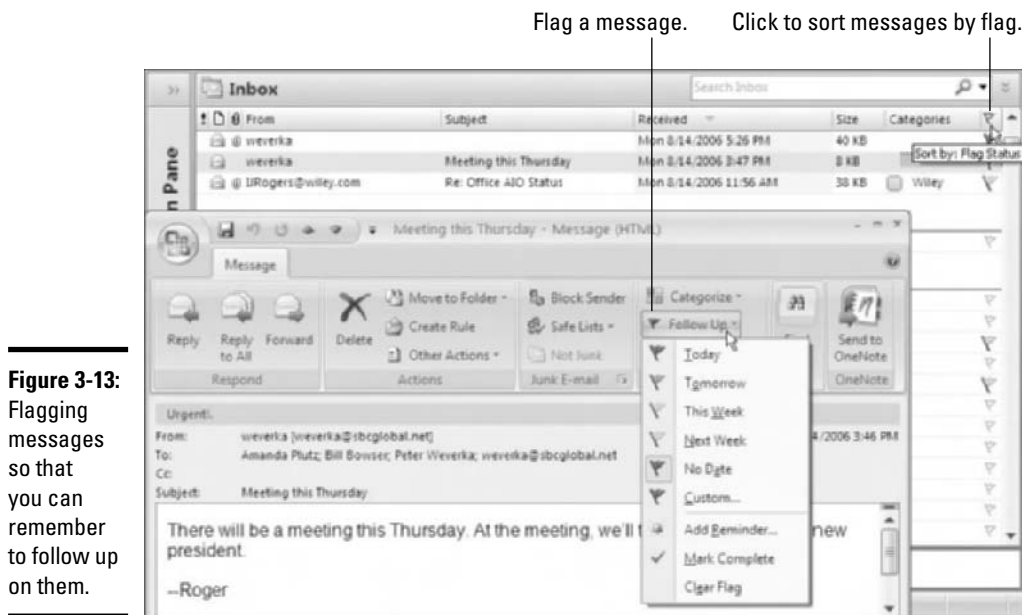 Flag a message. Click to sort messages by flag.
Inbox
Search Inbox
From Subject Received Size Categories
weverka Mon 8/14/2006 5:26 PM 40 KB
weverka Meeting this Thursday Mon 8/14/2006 3:47 PM 8 KB
Sort by: Flag Status
IJRogers@wiley.com Re: Office AIO Status Mon 8/14/2006 11:56 AM 38 KB Wiley
n Pane
Meeting this Thursday - Message (HTML)
Message
Reply
Reply to All
Forward
Respond
Delete
Move to Folder
Create Rule
Other Actions
Actions
Block Sender
Safe Lists
Not Junk
Junk E-mail
Categorize
Follow Up
Send to OneNote
OneNote
Today
Tomorrow
This Week
Next Week
No Date
Custom...
Add Reminder...
Mark Complete
Clear Flag
Urgent!.
From: weverka [weverka@sbcglobal.net]
4/2006 3:46 PM
To: Amanda Plutz; Bill Bowser; Peter Weverka; weverka@sbcglobal.net
Cc:
Subject: Meeting this Thursday
There will be a meeting this Thursday. At the meeting, we'll t new
president.
--Roger
Figure 3-13:
Flagging
messages
so that
you can
remember
to follow up
on them.